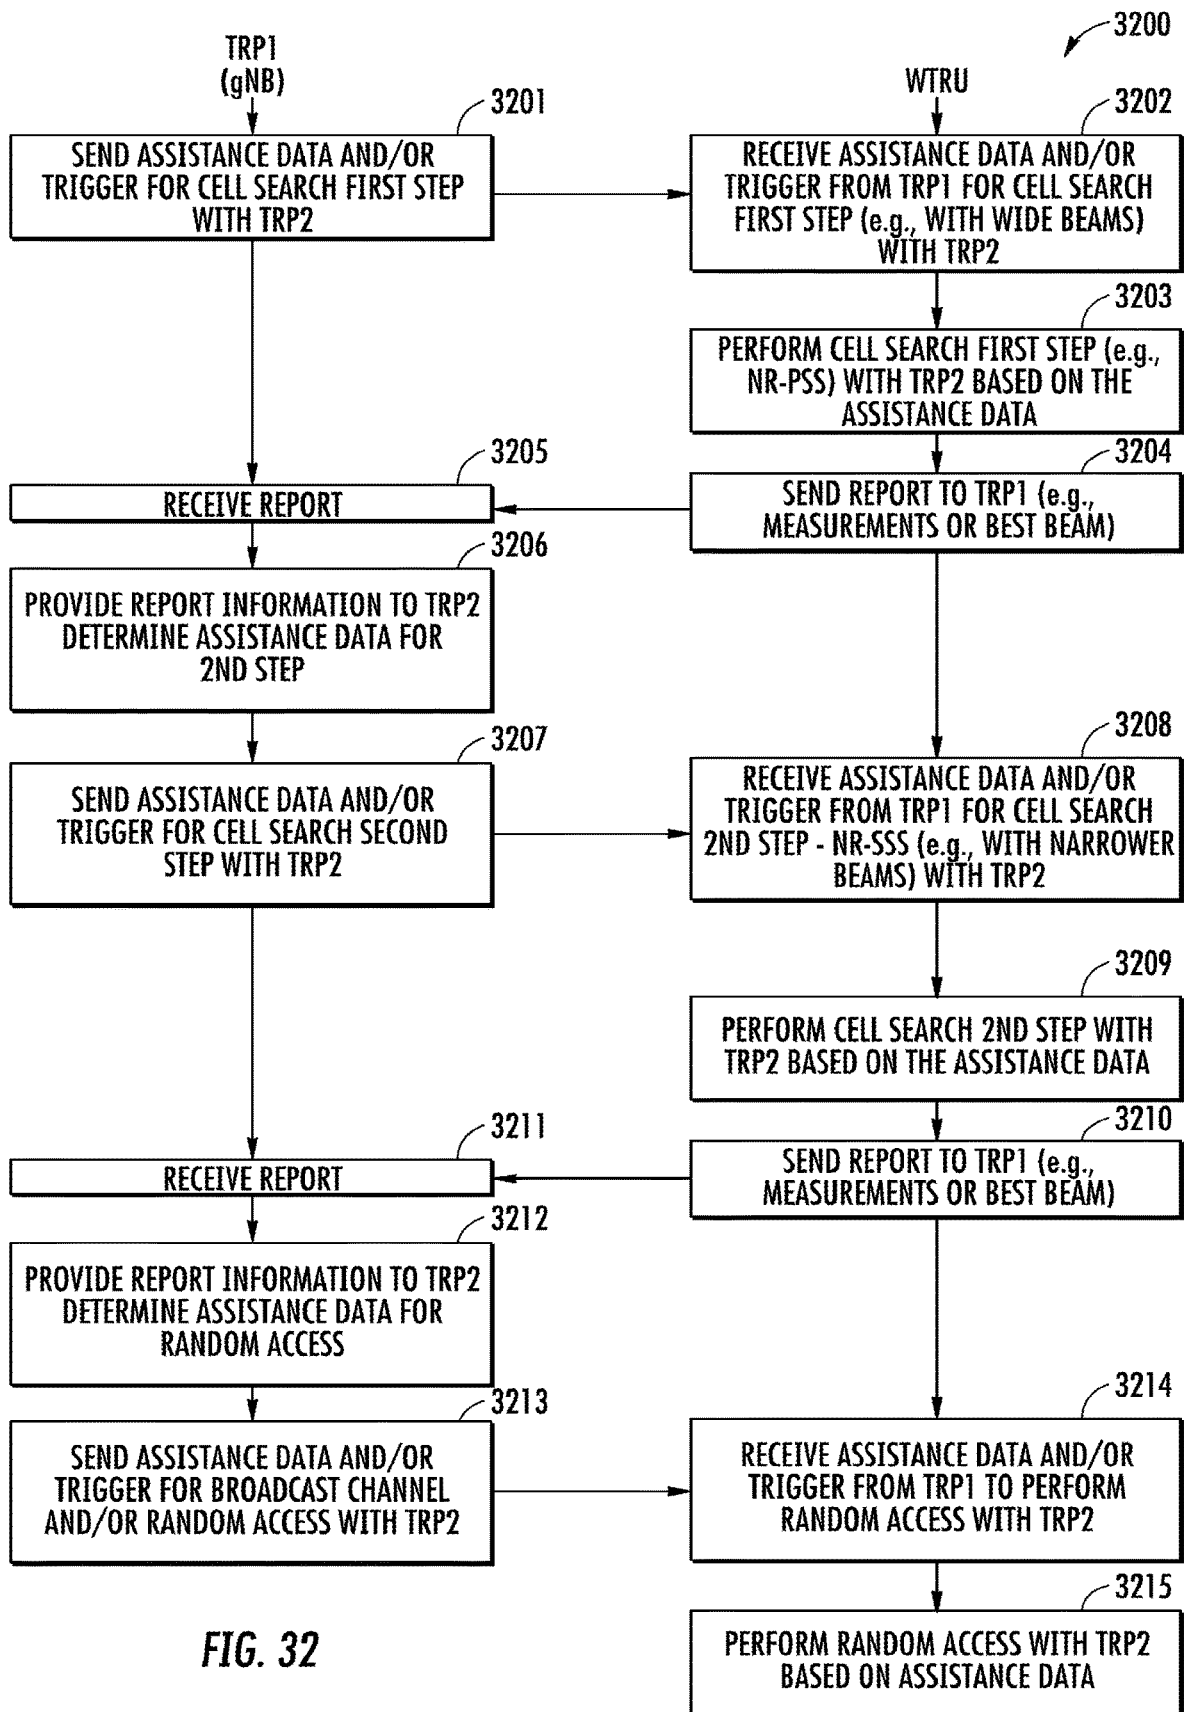 3200
TRP1
(gNB)
WTRU
3201
SEND ASSISTANCE DATA AND/OR
TRIGGER FOR CELL SEARCH FIRST STEP
WITH TRP2
3202
RECEIVE ASSISTANCE DATA AND/OR
TRIGGER FROM TRP1 FOR CELL SEARCH
FIRST STEP (e.g., WITH WIDE BEAMS)
WITH TRP2
3203
PERFORM CELL SEARCH FIRST STEP (e.g.,
NR-PSS) WITH TRP2 BASED ON THE
ASSISTANCE DATA
3204
SEND REPORT TO TRP1 (e.g.,
MEASUREMENTS OR BEST BEAM)
3205
RECEIVE REPORT
3206
PROVIDE REPORT INFORMATION TO TRP2
DETERMINE ASSISTANCE DATA FOR
2ND STEP
3207
SEND ASSISTANCE DATA AND/OR
TRIGGER FOR CELL SEARCH SECOND
STEP WITH TRP2
3208
RECEIVE ASSISTANCE DATA AND/OR
TRIGGER FROM TRP1 FOR CELL SEARCH
2ND STEP - NR-SSS (e.g., WITH NARROWER
BEAMS) WITH TRP2
3209
PERFORM CELL SEARCH 2ND STEP WITH
TRP2 BASED ON THE ASSISTANCE DATA
3210
SEND REPORT TO TRP1 (e.g.,
MEASUREMENTS OR BEST BEAM)
3211
RECEIVE REPORT
3212
PROVIDE REPORT INFORMATION TO TRP2
DETERMINE ASSISTANCE DATA FOR
RANDOM ACCESS
3213
SEND ASSISTANCE DATA AND/OR
TRIGGER FOR BROADCAST CHANNEL
AND/OR RANDOM ACCESS WITH TRP2
3214
RECEIVE ASSISTANCE DATA AND/OR
TRIGGER FROM TRP1 TO PERFORM
RANDOM ACCESS WITH TRP2
3215
PERFORM RANDOM ACCESS WITH TRP2
BASED ON ASSISTANCE DATA
FIG. 32